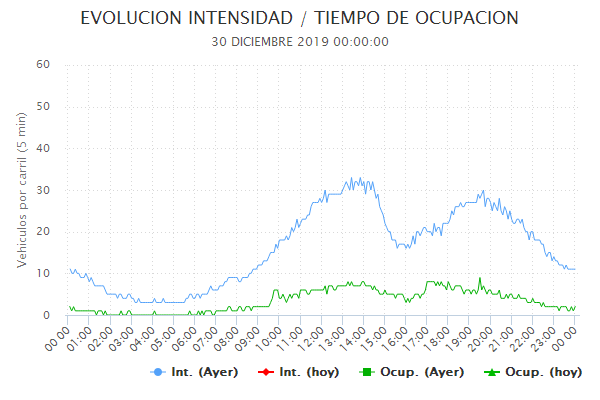 EVOLUCION INTENSIDAD / TIEMPO DE OCUPACION
30 DICIEMBRE 2019 00:00:00
Vehiculos por carril (5 min)
60
50
40
30
20
10
0
00:00 01:00 02:00 03:00 04:00 05:00 06:00 07:00 08:00 09:00 10:00 11:00 12:00 13:00 14:00 15:00 16:00 17:00 18:00 19:00 20:00 21:00 22:00 23:00 00:00
Int. (Ayer) Int. (hoy) Ocup. (Ayer) Ocup. (hoy)